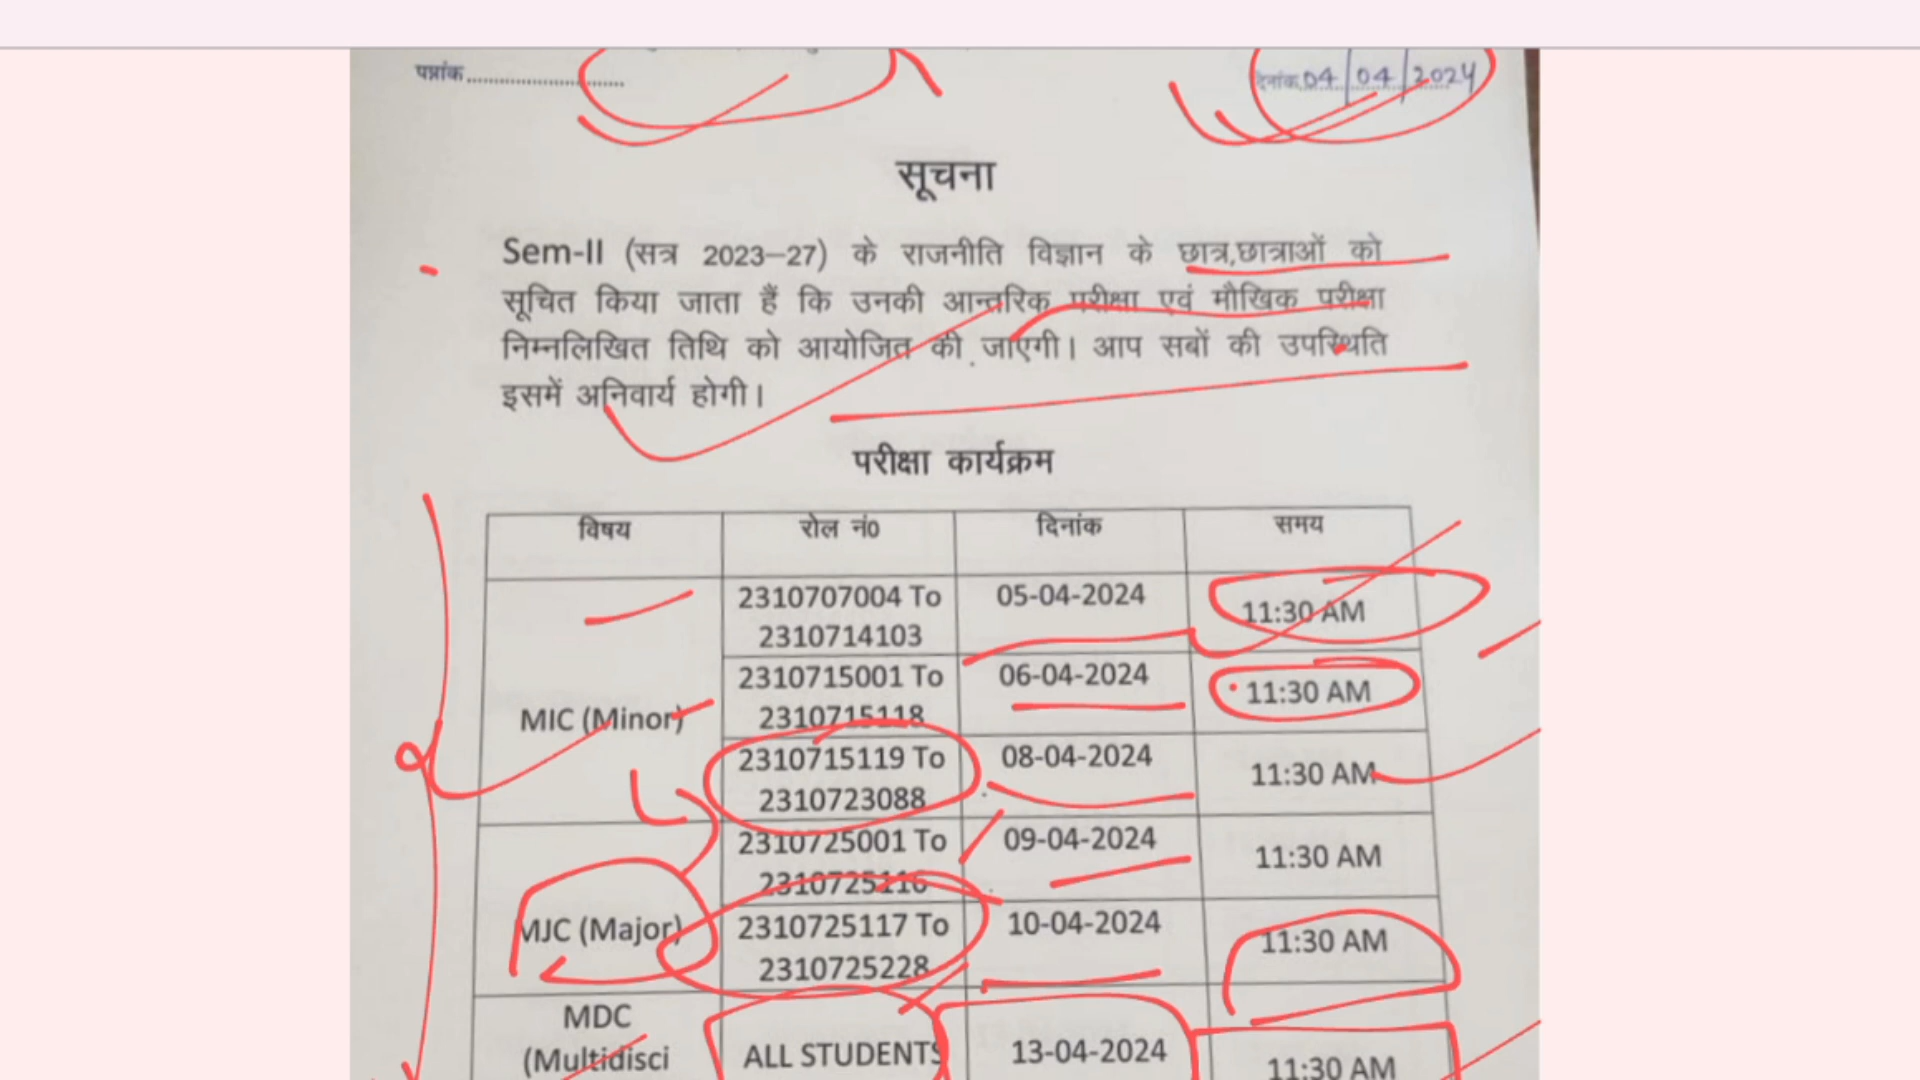 पत्रांक..............................
दिनांक 04/04/2024
सूचना
Sem-II (सत्र 2023–27) के राजनीति विज्ञान के छात्र,छात्राओं को
सूचित किया जाता हैं कि उनकी आन्तरिक परीक्षा एवं मौखिक परीक्षा
निम्नलिखित तिथि को आयोजित की जाएगी। आप सबों की उपस्थिति
इसमें अनिवार्य होगी।
परीक्षा कार्यक्रम
विषय रोल नं0 दिनांक समय
2310707004 To 05-04-2024 11:30 AM
2310714103
MIC (Minor) 2310715001 To 06-04-2024 11:30 AM
2310715118
2310715119 To 08-04-2024 11:30 AM
2310723088
2310725001 To 09-04-2024 11:30 AM
2310725116
MJC (Major) 2310725117 To 10-04-2024 11:30 AM
2310725228
MDC
(Multidisci ALL STUDENTS 13-04-2024 11:30 AM